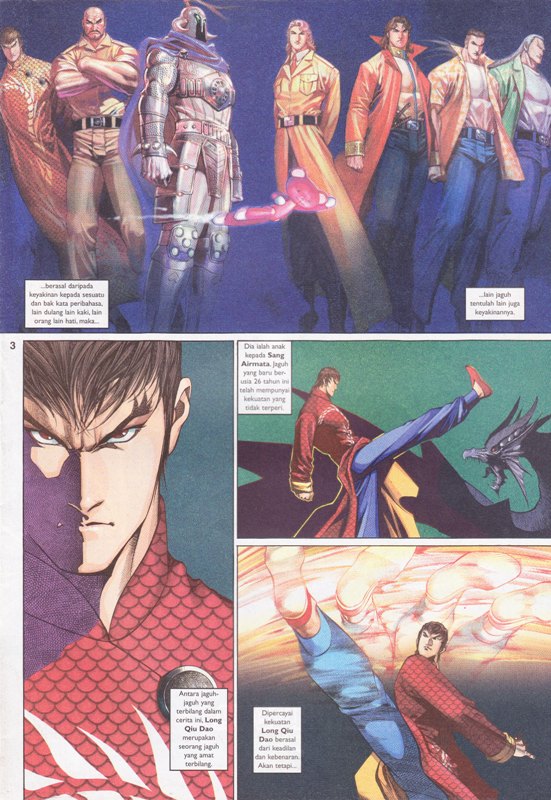 ...berasal daripada
keyakinan kepada sesuatu
dan bak kata peribahasa,
lain dulang lain kaki, lain
orang lain hati, maka...
...lain jaguh
tentulah lain juga
keyakinannya.
3
Dia ialah anak
kepada Sang
Airmata. Jaguh
yang baru ber-
usia 26 tahun ini
telah mempunyai
kekuatan yang
tidak terperi.
Antara jaguh-
jaguh yang
terbilang dalam
cerita ini, Long
Qiu Dao
merupakan
seorang jaguh
yang amat
terbilang.
Dipercayai
kekuatan
Long Qiu
Dao berasal
dari keadilan
dan kebenaran.
Akan tetapi...